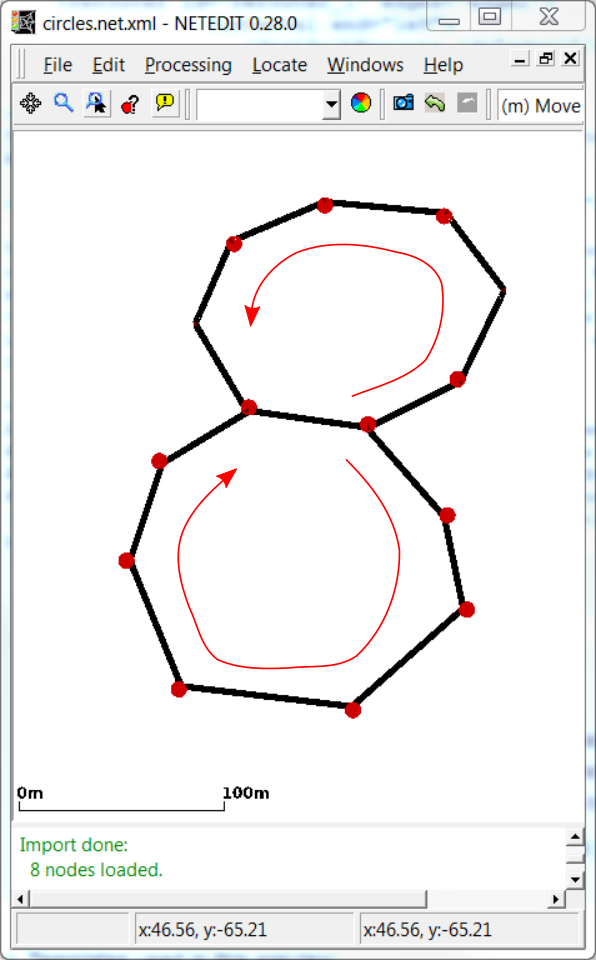 circles.net.xml - NETEDIT 0.28.0
File Edit Processing Locate Windows Help
(m) Move
0m 100m
Import done:
8 nodes loaded.
x:46.56, y:-65.21 x:46.56, y:-65.21